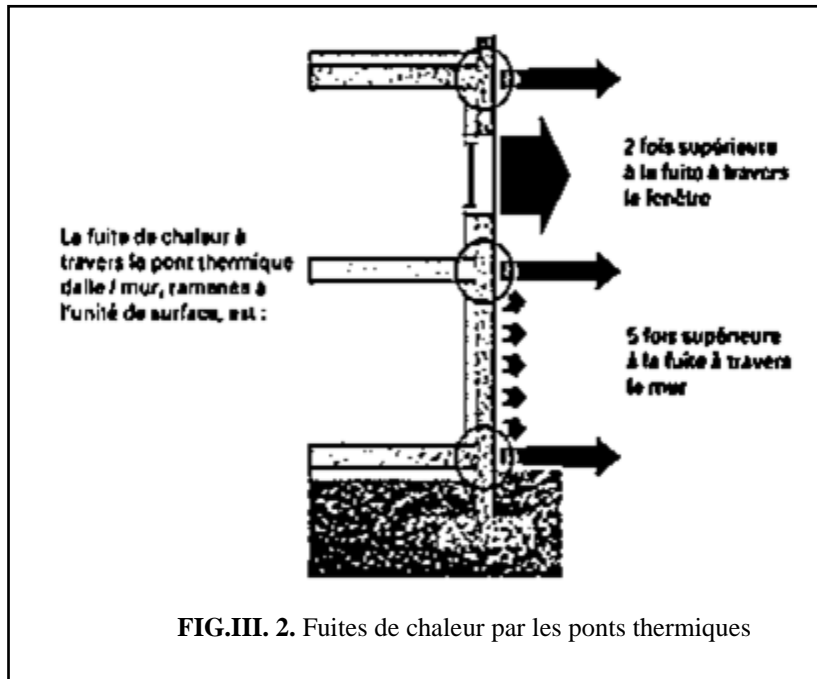 La fuite de chaleur à
travers le pont thermique
dalle / mur, ramenée à
l'unité de surface, est :
2 fois supérieure
à la fuite à travers
la fenêtre
5 fois supérieure
à la fuite à travers
le mur
FIG.III. 2. Fuites de chaleur par les ponts thermiques